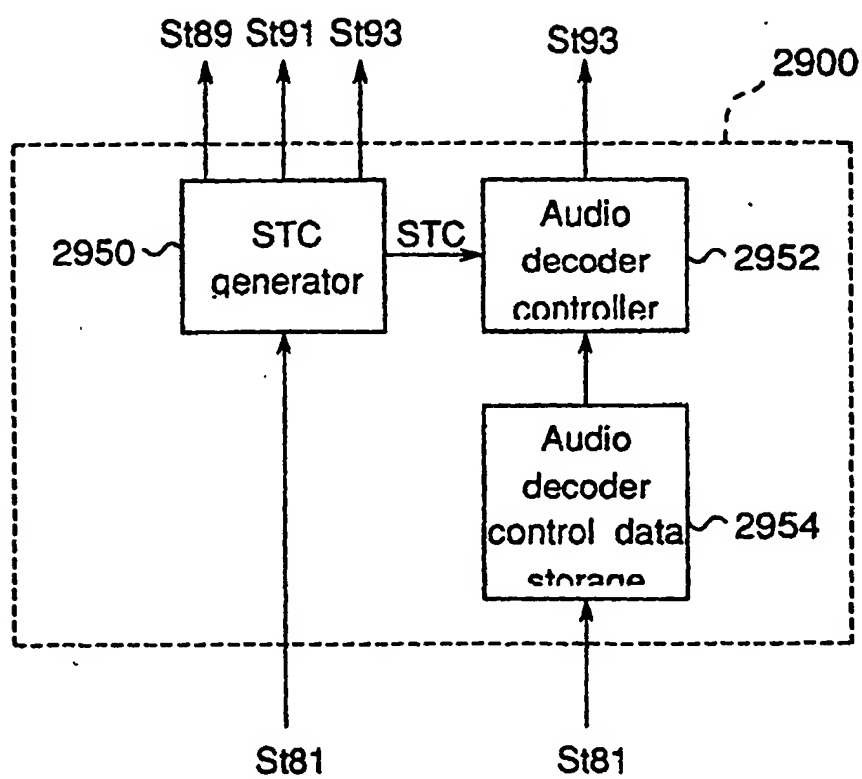 St89 St91 St93 St93
2900
2950
STC
generator
STC
Audio
decoder
controller
2952
Audio
decoder
control data
storage
2954
St81 St81